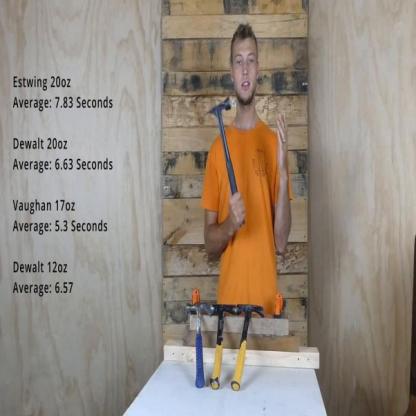 Estwing 20oz
Average: 7.83 Seconds
Dewalt 20oz
Average: 6.63 Seconds
Vaughan 17oz
Average: 5.3 Seconds
Dewalt 12oz
Average: 6.57